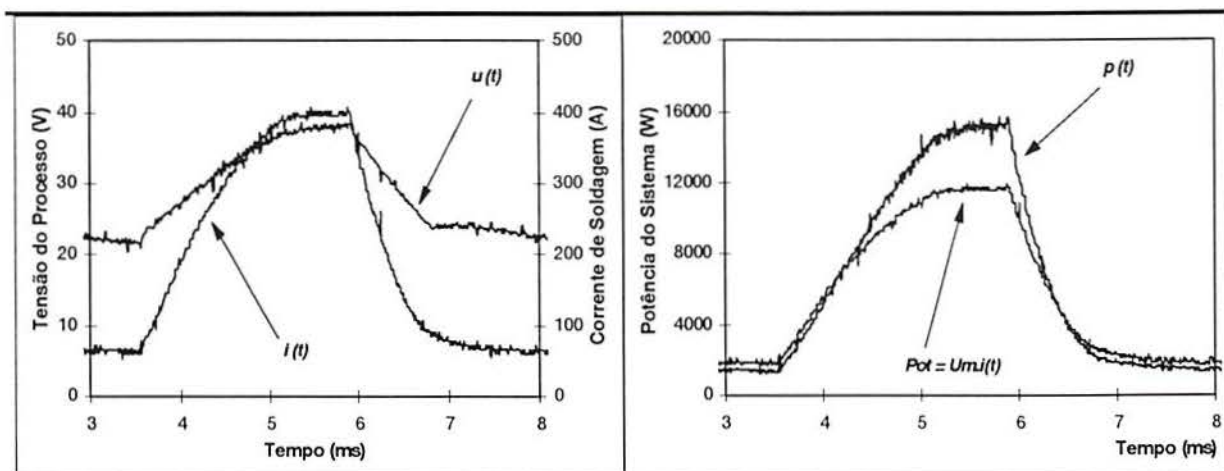 50
40
30
20
10
0
Tensão do Processo (V)
500
400
300
200
100
0
Corrente de Soldagem (A)
u(t)
i(t)
3 4 5 6 7 8
Tempo (ms)
20000
16000
12000
8000
4000
0
Potência do Sistema (W)
p(t)
Pot = Um.i(t)
3 4 5 6 7 8
Tempo (ms)